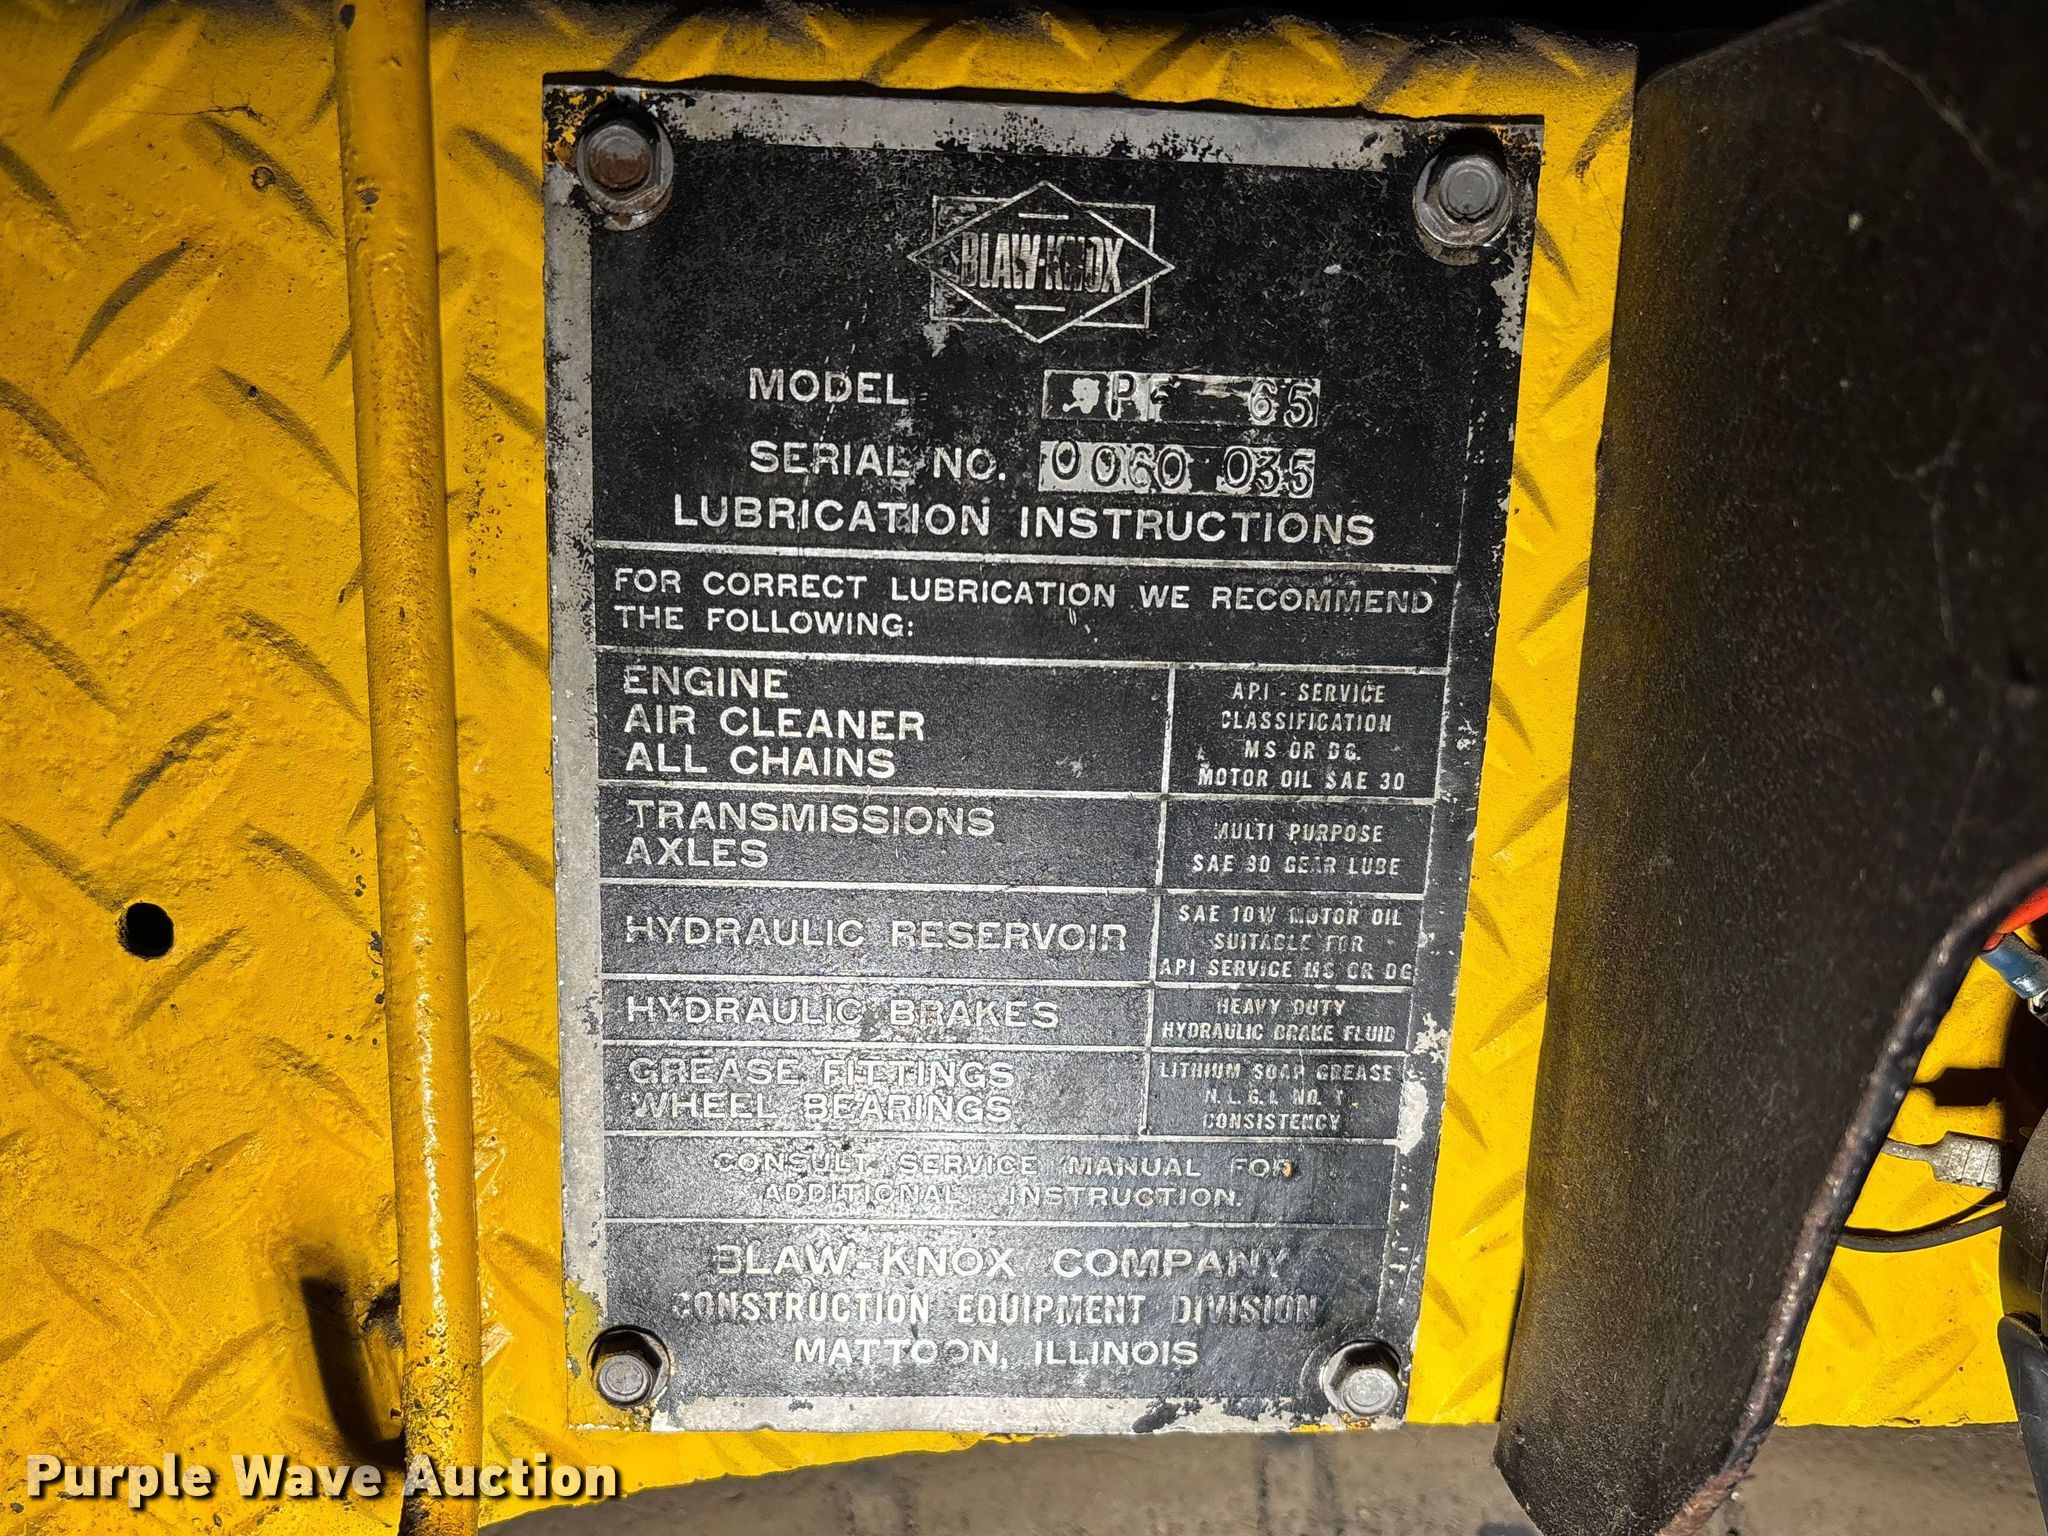 BLAW-KNOX
MODEL PF 65
SERIAL NO. 0060 035
LUBRICATION INSTRUCTIONS
FOR CORRECT LUBRICATION WE RECOMMEND
THE FOLLOWING:
ENGINE
AIR CLEANER
ALL CHAINS
API - SERVICE
CLASSIFICATION
MS OR DG.
MOTOR OIL SAE 30
TRANSMISSIONS
AXLES
MULTI PURPOSE
SAE 90 GEAR LUBE
HYDRAULIC RESERVOIR
SAE 10W MOTOR OIL
SUITABLE FOR
API SERVICE MS OR DG
HYDRAULIC BRAKES
HEAVY DUTY
HYDRAULIC BRAKE FLUID
GREASE FITTINGS
WHEEL BEARINGS
LITHIUM SOAP GREASE
N.L.G.I. NO. 1
CONSISTENCY
CONSULT SERVICE MANUAL FOR
ADDITIONAL INSTRUCTION.
BLAW-KNOX COMPANY
CONSTRUCTION EQUIPMENT DIVISION
MATTOON, ILLINOIS
Purple Wave Auction